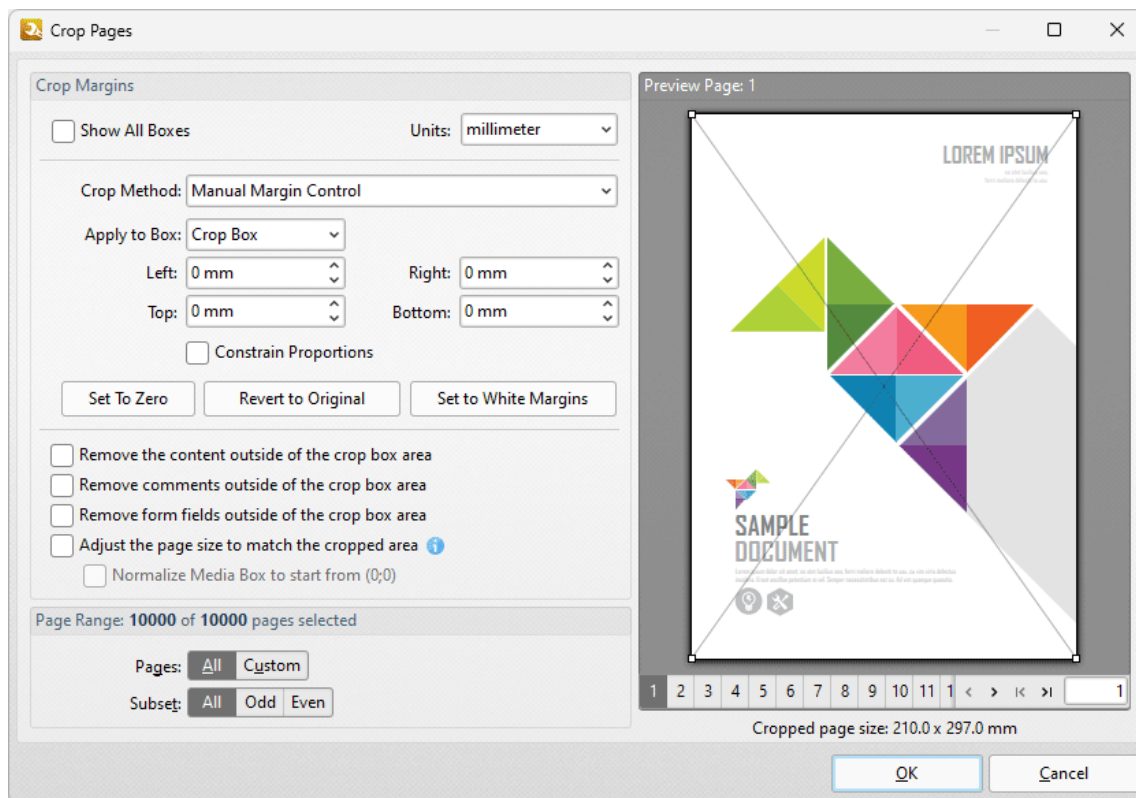 Crop Pages
Crop Margins
Show All Boxes
Units: millimeter
Crop Method: Manual Margin Control
Apply to Box: Crop Box
Left: 0 mm Right: 0 mm
Top: 0 mm Bottom: 0 mm
Constrain Proportions
Set To Zero Revert to Original Set to White Margins
Remove the content outside of the crop box area
Remove comments outside of the crop box area
Remove form fields outside of the crop box area
Adjust the page size to match the cropped area
Normalize Media Box to start from (0;0)
Page Range: 10000 of 10000 pages selected
Pages: All Custom
Subset: All Odd Even
Preview Page: 1
LOREM IPSUM
SAMPLE
DOCUMENT
1 2 3 4 5 6 7 8 9 10 11 1 1
Cropped page size: 210.0 x 297.0 mm
OK Cancel